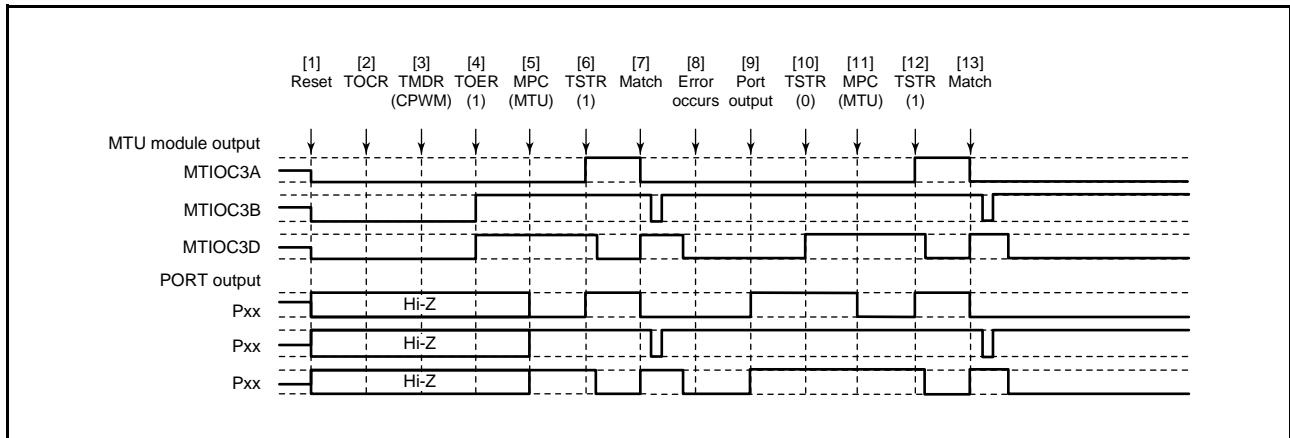 [1] [2] [3] [4] [5] [6] [7] [8] [9] [10] [11] [12] [13]
Reset TOCR TMDR TOER MPC TSTR Match Error Port TSTR MPC TSTR Match
(CPWM) (1) (MTU) (1) occurs output (0) (MTU) (1)
MTU module output
MTIOC3A
MTIOC3B
MTIOC3D
PORT output
Pxx Hi-Z
Pxx Hi-Z
Pxx Hi-Z